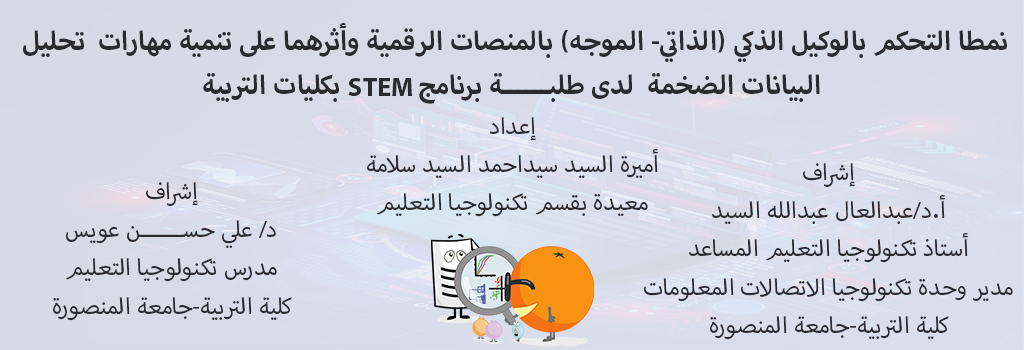 نمطا التحكم بالوكيل الذكي (الذاتي- الموجه) بالمنصات الرقمية وأثرهما على تنمية مهارات تحليل
البيانات الضخمة لدى طلبـــــــة برنامج STEM بكليات التربية
إعداد
أميرة السيد سيداحمد السيد سلامة
معيدة بقسم تكنولوجيا التعليم
إشراف
أ.د/عبدالعال عبدالله السيد
أستاذ تكنولوجيا التعليم المساعد
مدير وحدة تكنولوجيا الاتصالات المعلومات
كلية التربية-جامعة المنصورة
إشراف
د/ علي حســـــــن عويس
مدرس تكنولوجيا التعليم
كلية التربية-جامعة المنصورة